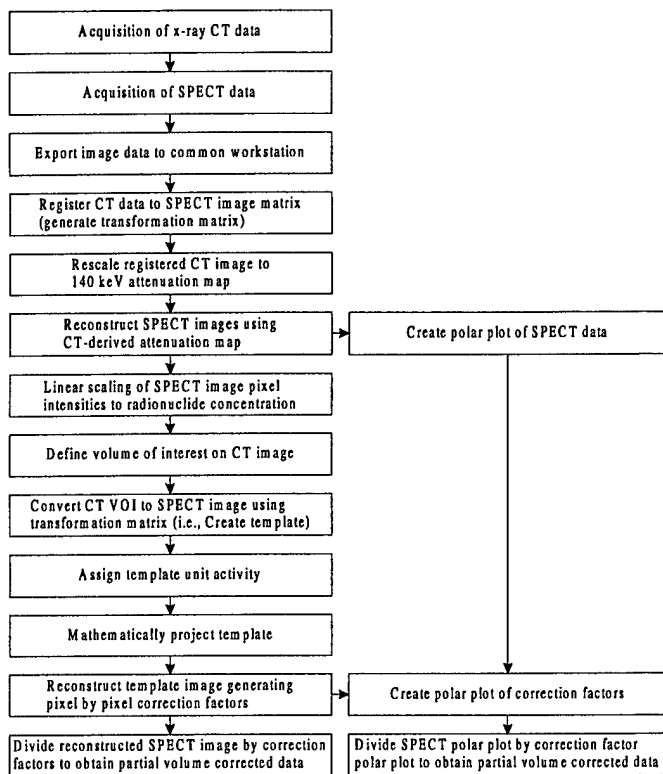 Acquisition of x-ray CT data
Acquisition of SPECT data
Export image data to common workstation
Register CT data to SPECT image matrix
(generate transformation matrix)
Rescale registered CT image to
140 keV attenuation map
Reconstruct SPECT images using
CT-derived attenuation map
Create polar plot of SPECT data
Linear scaling of SPECT image pixel
intensities to radionuclide concentration
Define volume of interest on CT image
Convert CT VOI to SPECT image using
transformation matrix (i.e., Create template)
Assign template unit activity
Mathematically project template
Reconstruct template image generating
pixel by pixel correction factors
Create polar plot of correction factors
Divide reconstructed SPECT image by correction
factors to obtain partial volume corrected data
Divide SPECT polar plot by correction factor
polar plot to obtain partial volume corrected data